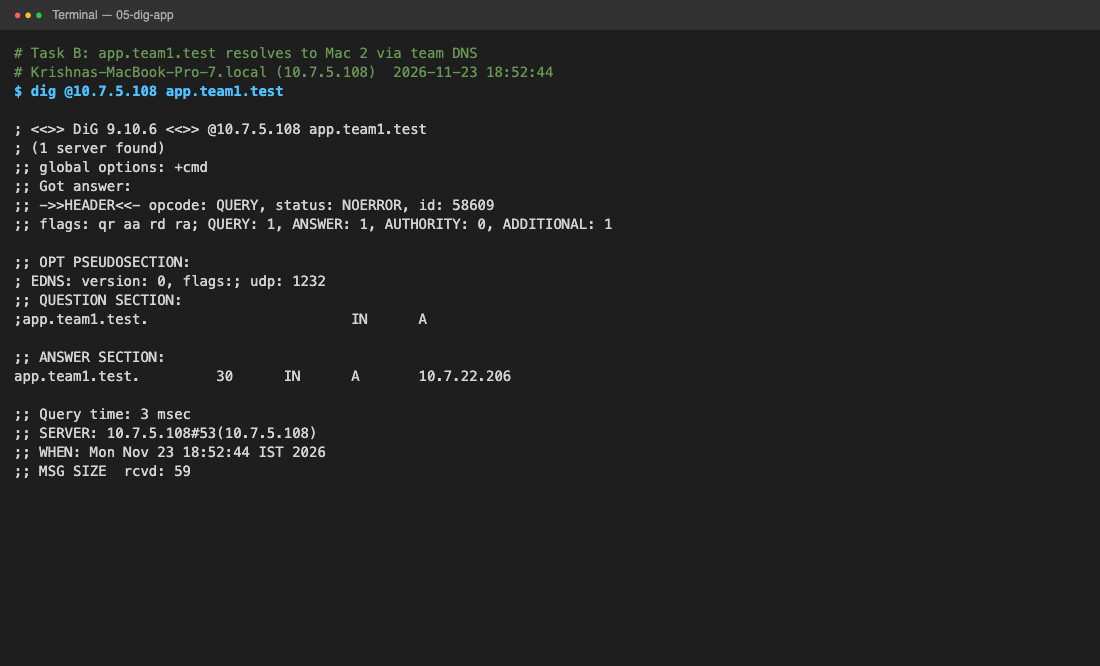 Terminal — 05-dig-app
# Task B: app.team1.test resolves to Mac 2 via team DNS
# Krishnas-MacBook-Pro-7.local (10.7.5.108)  2026-11-23 18:52:44
$ dig @10.7.5.108 app.team1.test
; <<>> DiG 9.10.6 <<>> @10.7.5.108 app.team1.test
; (1 server found)
;; global options: +cmd
;; Got answer:
;; ->>HEADER<<- opcode: QUERY, status: NOERROR, id: 58609
;; flags: qr aa rd ra; QUERY: 1, ANSWER: 1, AUTHORITY: 0, ADDITIONAL: 1
;; OPT PSEUDOSECTION:
; EDNS: version: 0, flags:; udp: 1232
;; QUESTION SECTION:
;app.team1.test.			IN	A
;; ANSWER SECTION:
app.team1.test.		30	IN	A	10.7.22.206
;; Query time: 3 msec
;; SERVER: 10.7.5.108#53(10.7.5.108)
;; WHEN: Mon Nov 23 18:52:44 IST 2026
;; MSG SIZE  rcvd: 59